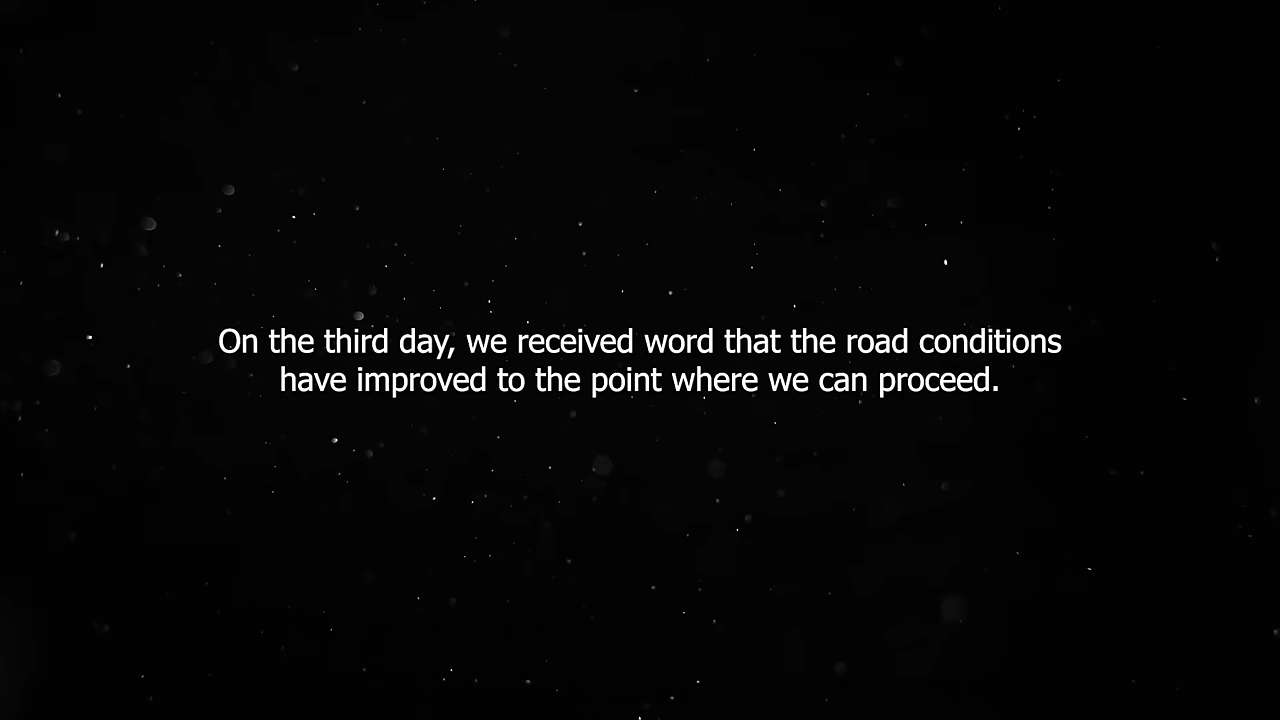 On the third day, we received word that the road conditions
have improved to the point where we can proceed.